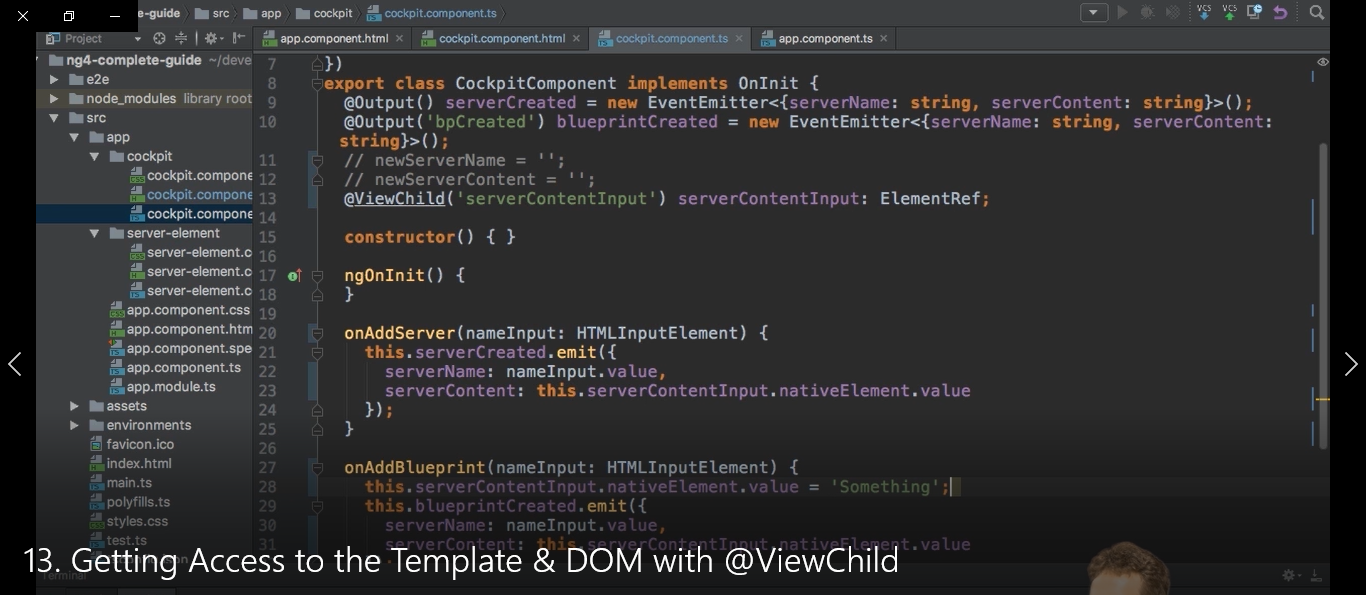 e-guide src app cockpit cockpit.component.ts
VCS VCS
Project app.component.html cockpit.component.html cockpit.component.ts app.component.ts
ng4-complete-guide ~/deve
e2e
node_modules library root
src
app
cockpit
cockpit.compone
cockpit.compone
cockpit.compone
server-element
server-element.c
server-element.c
server-element.c
app.component.css
app.component.htm
app.component.spe
app.component.ts
app.module.ts
assets
environments
favicon.ico
index.html
main.ts
polyfills.ts
styles.css
test.ts
7 })
8 export class CockpitComponent implements OnInit {
9 @Output() serverCreated = new EventEmitter<{serverName: string, serverContent: string}>();
10 @Output('bpCreated') blueprintCreated = new EventEmitter<{serverName: string, serverContent:
string}>();
11 // newServerName = '';
12 // newServerContent = '';
13 @ViewChild('serverContentInput') serverContentInput: ElementRef;
14
15 constructor() { }
16
17 ngOnInit() {
18 }
19
20 onAddServer(nameInput: HTMLInputElement) {
21 this.serverCreated.emit({
22 serverName: nameInput.value,
23 serverContent: this.serverContentInput.nativeElement.value
24 });
25 }
26
27 onAddBlueprint(nameInput: HTMLInputElement) {
28 this.serverContentInput.nativeElement.value = 'Something';
29 this.blueprintCreated.emit({
30 serverName: nameInput.value,
31 serverContent: this.serverContentInput.nativeElement.value
13. Getting Access to the Template & DOM with @ViewChild
Terminal